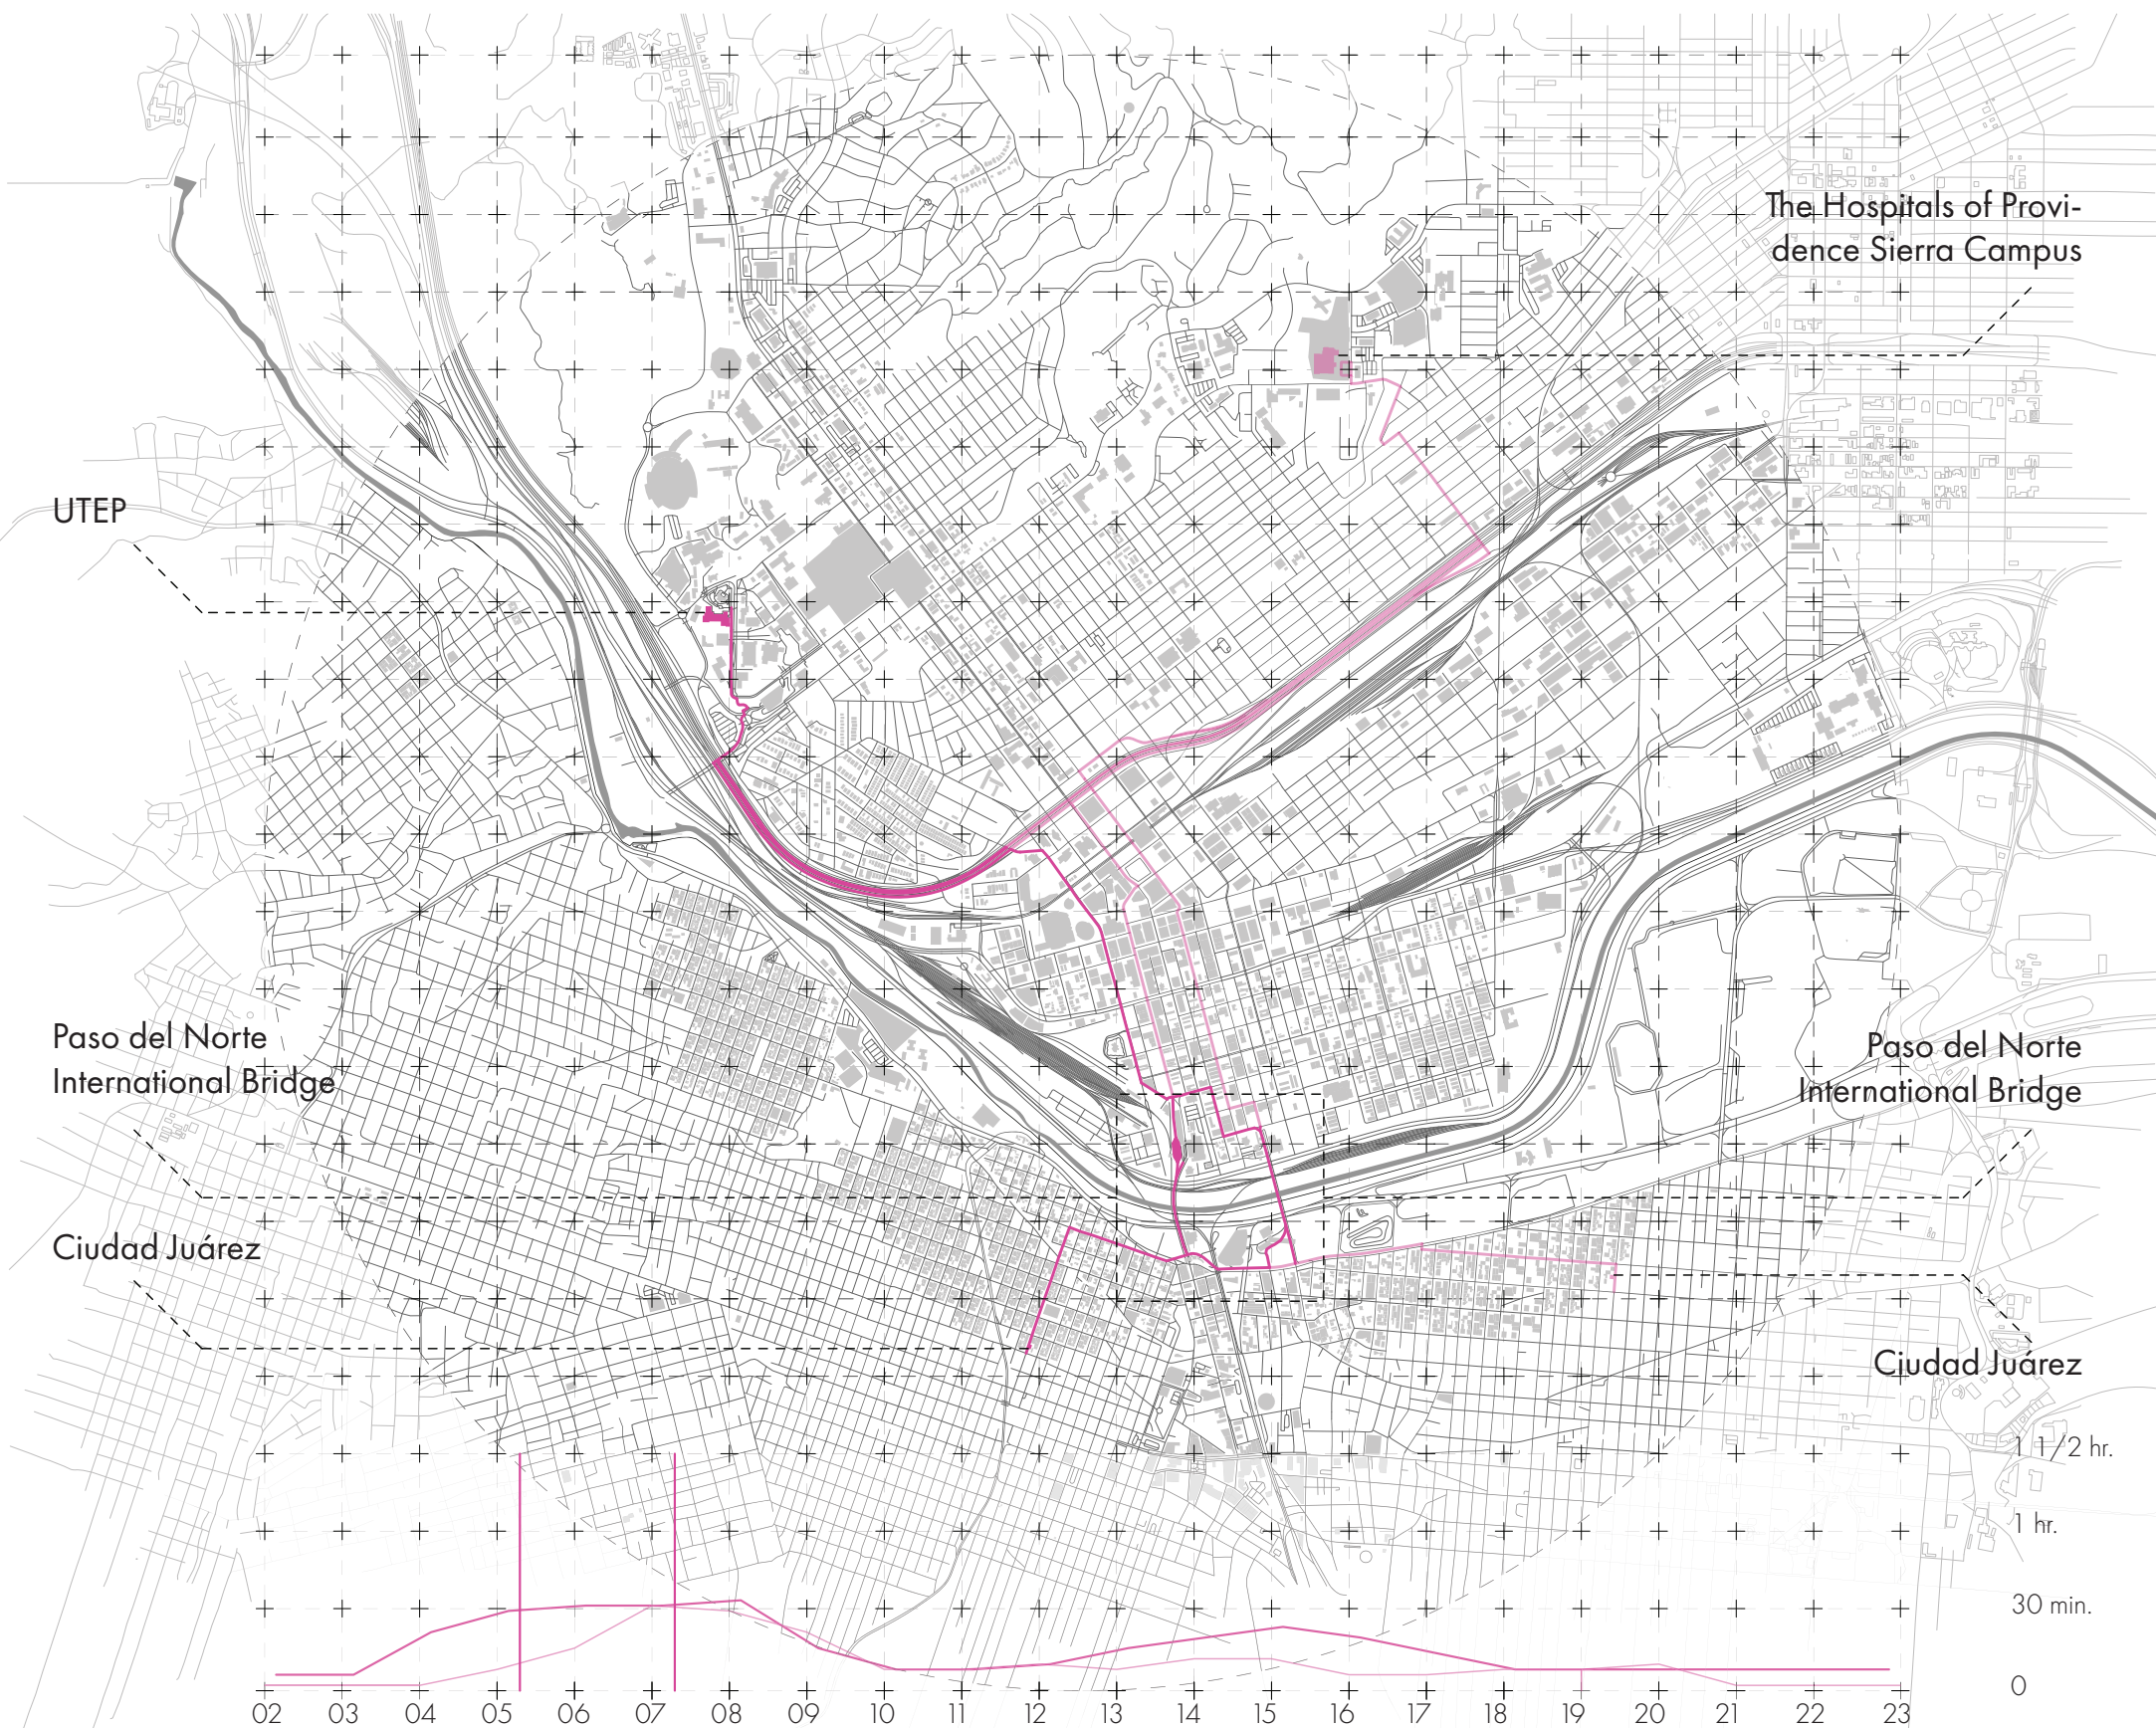 The Hospitals of Provi-
dence Sierra Campus
UTEP
Paso del Norte
International Bridge
Paso del Norte
International Bridge
Ciudad Juárez
Ciudad Juárez
1 1/2 hr.
1 hr.
30 min.
0
02 03 04 05 06 07 08 09 10 11 12 13 14 15 16 17 18 19 20 21 22 23